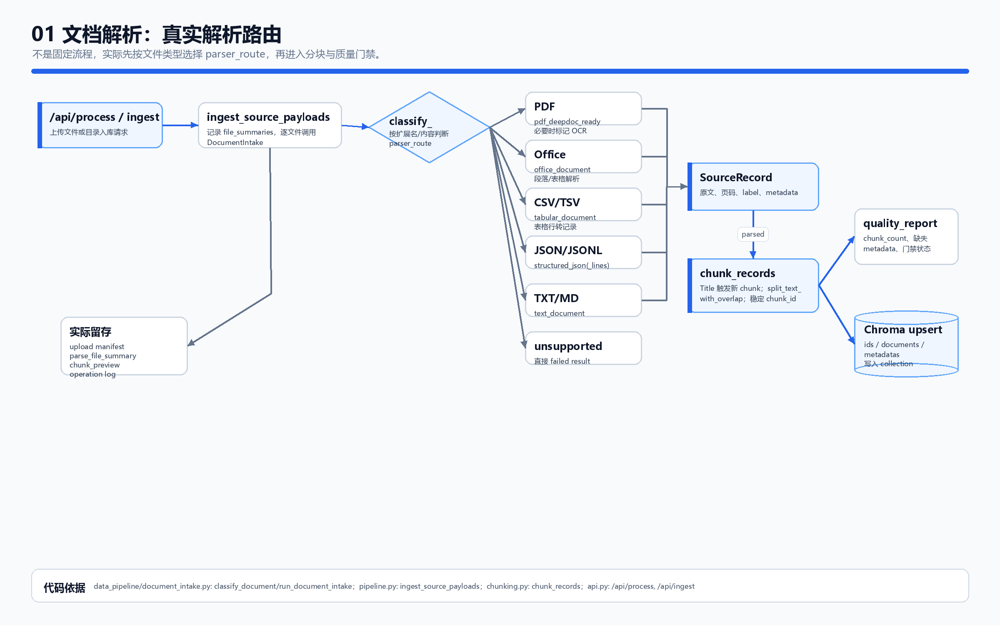 01 文档解析：真实解析路由
不是固定流程，实际先按文件类型选择 parser_route，再进入分块与质量门禁。
/api/process / ingest
上传文件或目录入库请求
ingest_source_payloads
记录 file_summaries，逐文件调用
DocumentIntake
classify_
按扩展名/内容判断
parser_route
PDF
pdf_deepdoc_ready
必要时标记 OCR
Office
office_document
段落/表格解析
CSV/TSV
tabular_document
表格行转记录
JSON/JSONL
structured_json(_lines)
TXT/MD
text_document
unsupported
直接 failed result
SourceRecord
原文、页码、label、metadata
parsed
chunk_records
Title 触发新 chunk；split_text_
with_overlap；稳定 chunk_id
quality_report
chunk_count、缺失
metadata、门禁状态
Chroma upsert
ids / documents /
metadatas
写入 collection
实际留存
upload manifest
parse_file_summary
chunk_preview
operation log
代码依据 data_pipeline/document_intake.py: classify_document/run_document_intake；pipeline.py: ingest_source_payloads；chunking.py: chunk_records；api.py: /api/process, /api/ingest